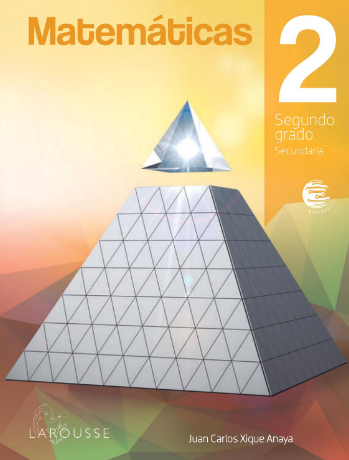 Matemáticas
2
Segundo
grado
Secundaria
LAROUSSE
Juan Carlos Xique Anaya